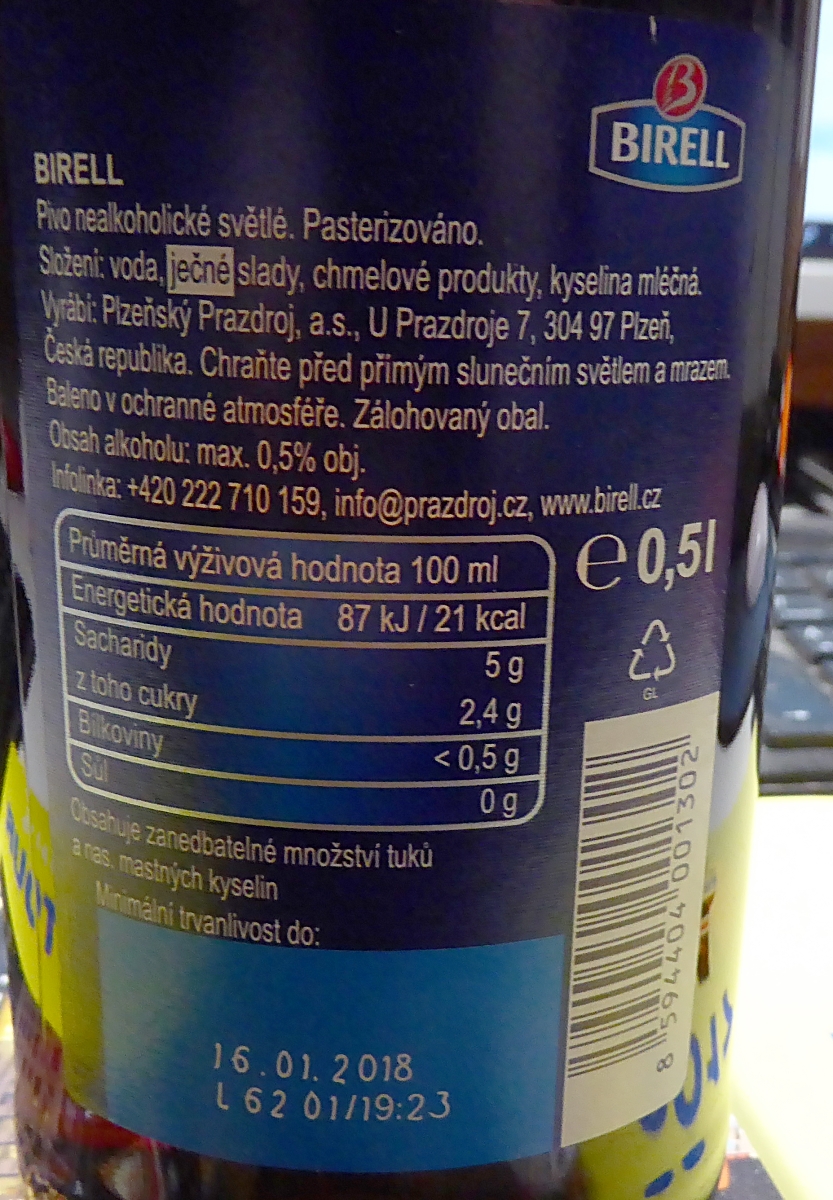 B
BIRELL
BIRELL
Pivo nealkoholické světlé. Pasterizováno.
Složení: voda, ječné slady, chmelové produkty, kyselina mléčná.
Vyrábí: Plzeňský Prazdroj, a.s., U Prazdroje 7, 304 97 Plzeň,
Česká republika. Chraňte před přímým slunečním světlem a mrazem.
Baleno v ochranné atmosféře. Zálohovaný obal.
Obsah alkoholu: max. 0,5% obj.
Infolinka: +420 222 710 159, info@prazdroj.cz, www.birell.cz
Průměrná výživová hodnota 100 ml
Energetická hodnota 87 kJ / 21 kcal
Sacharidy 5 g
z toho cukry 2,4 g
Bílkoviny < 0,5 g
Sůl 0 g
℮ 0,5l
GL
Obsahuje zanedbatelné množství tuků
a nas. mastných kyselin
Minimální trvanlivost do:
16.01.2018
L 62 01/19:23
8 594404 001302